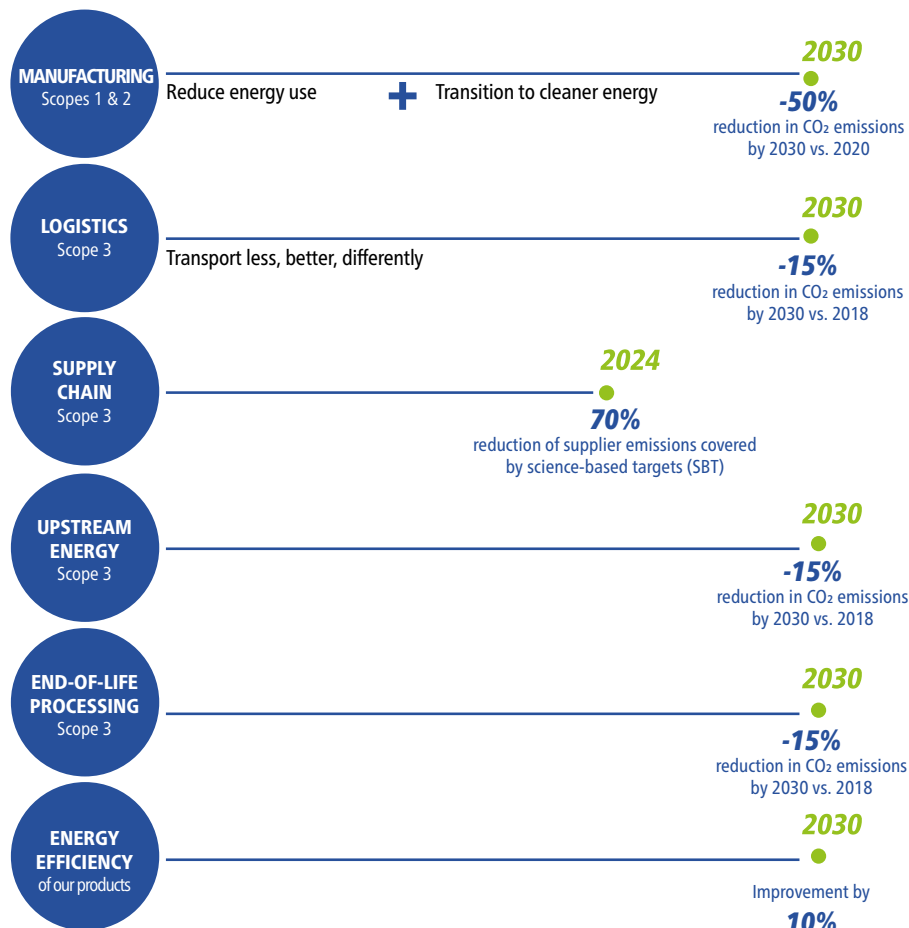 MANUFACTURING
Scopes 1 & 2
Reduce energy use + Transition to cleaner energy
2030
-50%
reduction in CO₂ emissions
by 2030 vs. 2020
LOGISTICS
Scope 3
Transport less, better, differently
2030
-15%
reduction in CO₂ emissions
by 2030 vs. 2018
SUPPLY
CHAIN
Scope 3
2024
70%
reduction of supplier emissions covered
by science-based targets (SBT)
UPSTREAM
ENERGY
Scope 3
2030
-15%
reduction in CO₂ emissions
by 2030 vs. 2018
END-OF-LIFE
PROCESSING
Scope 3
2030
-15%
reduction in CO₂ emissions
by 2030 vs. 2018
ENERGY
EFFICIENCY
of our products
2030
Improvement by
10%